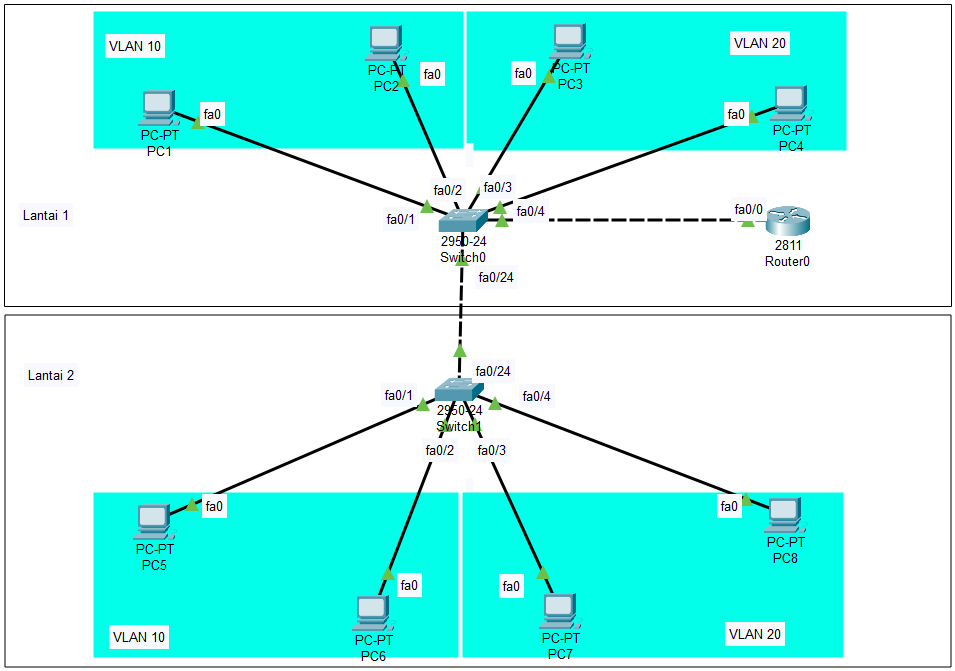 VLAN 10
VLAN 20
PC-PT
PC2
fa0
fa0
PC-PT
PC3
fa0
PC-PT
PC1
fa0
PC-PT
PC4
fa0/2
fa0/3
Lantai 1
fa0/1
fa0/4
fa0/0
2950-24
Switch0
2811
Router0
fa0/24
Lantai 2
fa0/24
fa0/1
fa0/4
2950-24
Switch1
fa0/2
fa0/3
fa0
PC-PT
PC5
fa0
PC-PT
PC8
fa0
PC-PT
PC6
fa0
PC-PT
PC7
VLAN 10
VLAN 20